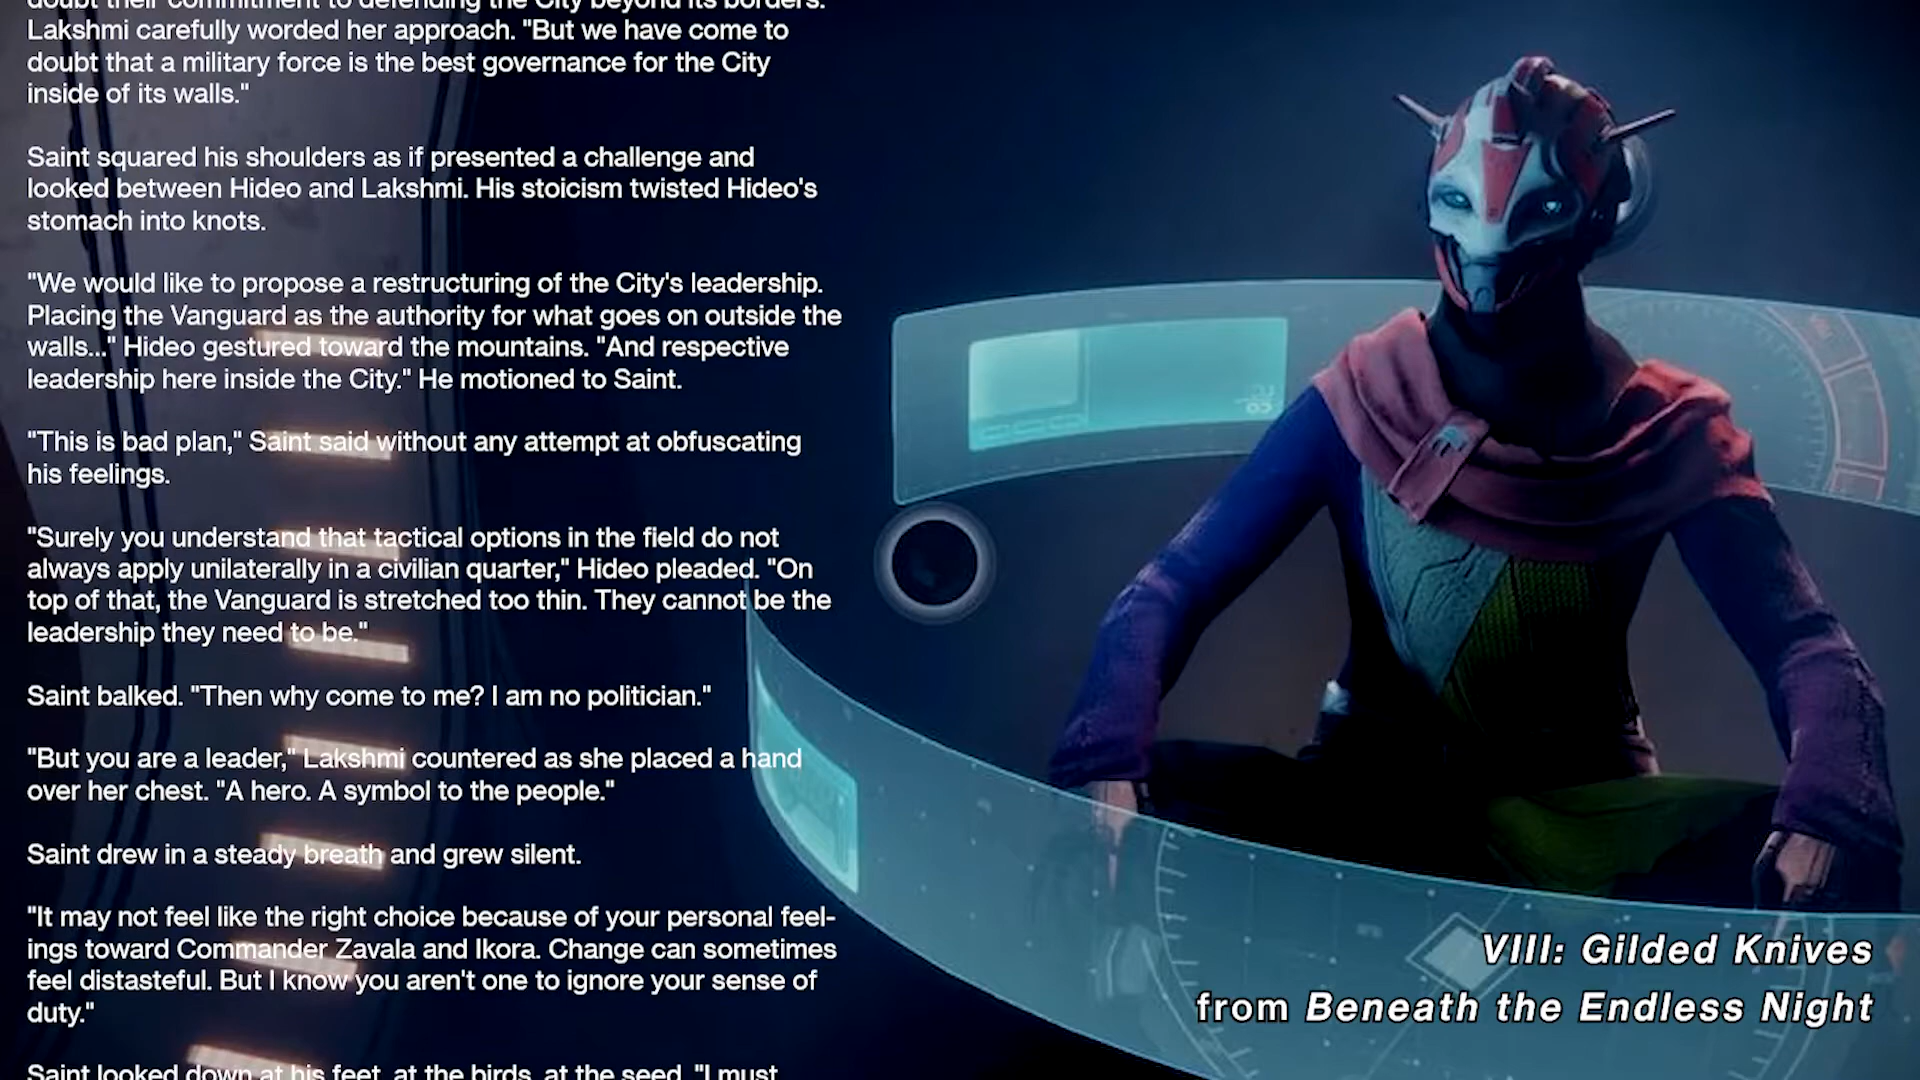 doubt their commitment to defending the City beyond its borders."
Lakshmi carefully worded her approach. "But we have come to
doubt that a military force is the best governance for the City
inside of its walls."
Saint squared his shoulders as if presented a challenge and
looked between Hideo and Lakshmi. His stoicism twisted Hideo's
stomach into knots.
"We would like to propose a restructuring of the City's leadership.
Placing the Vanguard as the authority for what goes on outside the
walls..." Hideo gestured toward the mountains. "And respective
leadership here inside the City." He motioned to Saint.
"This is bad plan," Saint said without any attempt at obfuscating
his feelings.
"Surely you understand that tactical options in the field do not
always apply unilaterally in a civilian quarter," Hideo pleaded. "On
top of that, the Vanguard is stretched too thin. They cannot be the
leadership they need to be."
Saint balked. "Then why come to me? I am no politician."
"But you are a leader," Lakshmi countered as she placed a hand
over her chest. "A hero. A symbol to the people."
Saint drew in a steady breath and grew silent.
"It may not feel like the right choice because of your personal feel-
ings toward Commander Zavala and Ikora. Change can sometimes
feel distasteful. But I know you aren't one to ignore your sense of
duty."
Saint looked down at his feet, at the birds, at the seed. "I must
VIII: Gilded Knives
from Beneath the Endless Night